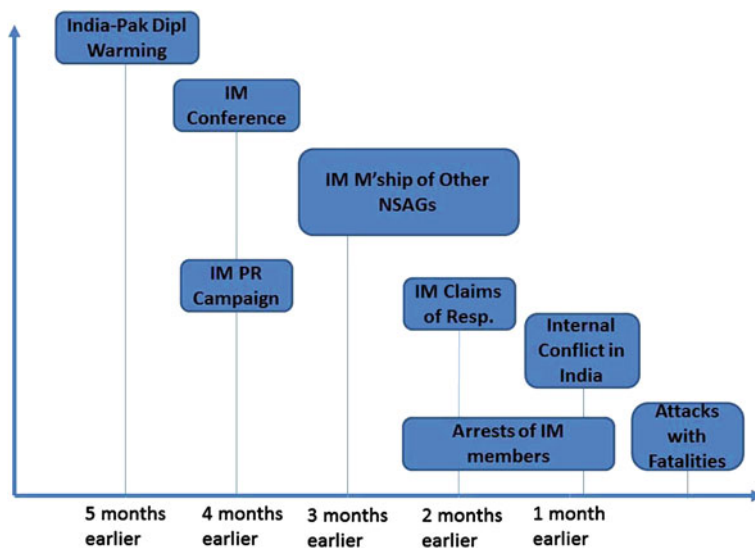 India-Pak Dipl
Warming
IM
Conference
IM M'ship of Other
NSAGs
IM PR
Campaign
IM Claims
of Resp.
Internal
Conflict in
India
Arrests of IM
members
Attacks
with
Fatalities
5 months
earlier
4 months
earlier
3 months
earlier
2 months
earlier
1 month
earlier